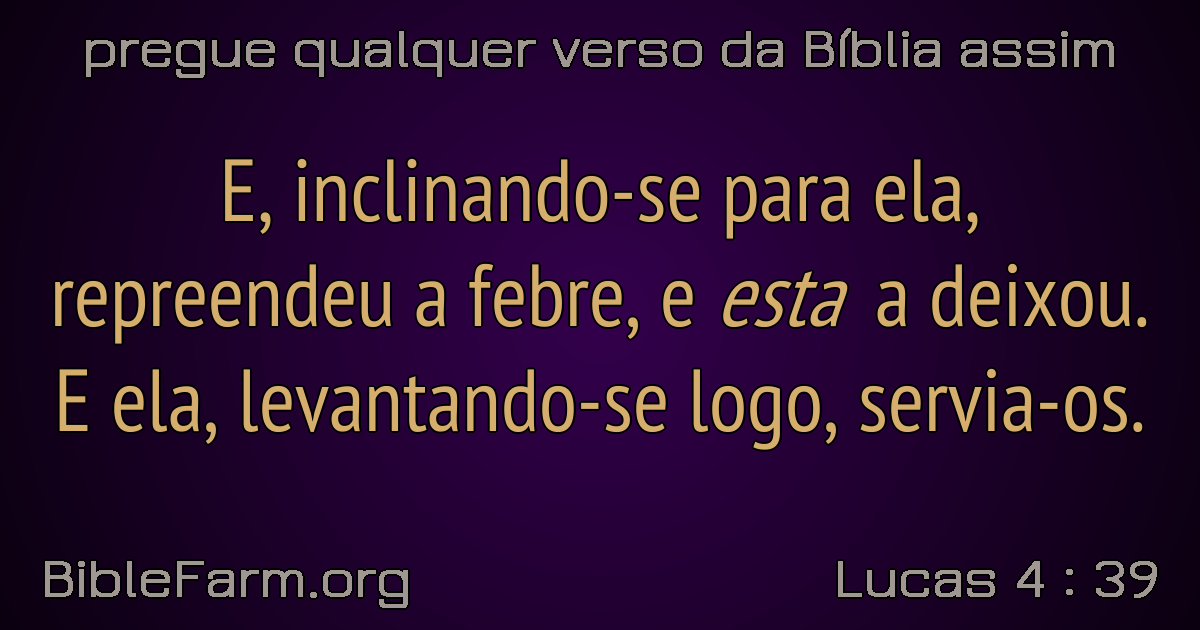 pregue qualquer verso da Bíblia assim
E, inclinando-se para ela,
repreendeu a febre, e esta a deixou.
E ela, levantando-se logo, servia-os.
BibleFarm.org
Lucas 4 : 39